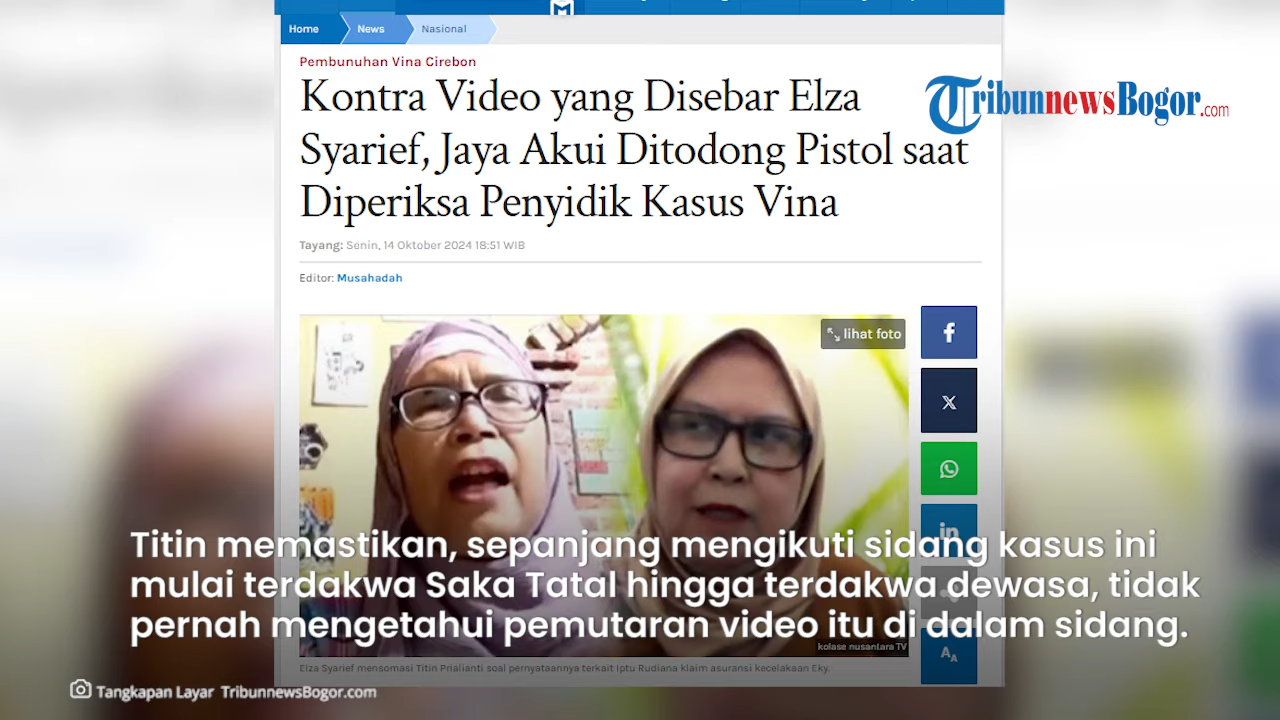 Home News Nasional
Pembunuhan Vina Cirebon
Kontra Video yang Disebar Elza
Syarief, Jaya Akui Ditodong Pistol saat
Diperiksa Penyidik Kasus Vina
TribunnewsBogor.com
Tayang: Senin, 14 Oktober 2024 18:51 WIB
Editor: Musahadah
lihat foto
Titin memastikan, sepanjang mengikuti sidang kasus ini
mulai terdakwa Saka Tatal hingga terdakwa dewasa, tidak
pernah mengetahui pemutaran video itu di dalam sidang.
kolase nusantara TV
Elza Syarief mensomasi Titin Prialianti soal pernyataannya terkait Iptu Rudiana klaim asuransi kecelakaan Eky.
Tangkapan Layar TribunnewsBogor.com